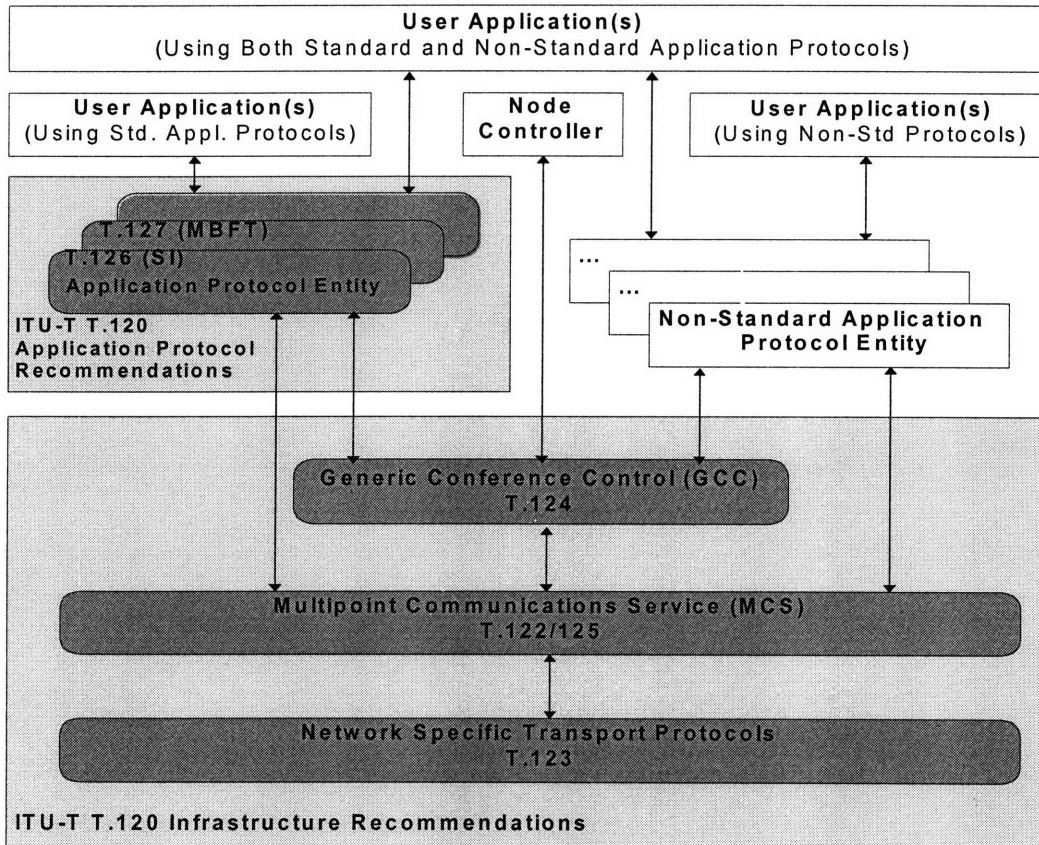 User Application(s)
(Using Both Standard and Non-Standard Application Protocols)
User Application(s)
(Using Std. Appl. Protocols)
Node
Controller
User Application(s)
(Using Non-Std Protocols)
T.127 (MBFT)
T.126 (SI)
Application Protocol Entity
ITU-T T.120
Application Protocol
Recommendations
...
...
Non-Standard Application
Protocol Entity
Generic Conference Control (GCC)
T.124
Multipoint Communications Service (MCS)
T.122/125
Network Specific Transport Protocols
T.123
ITU-T T.120 Infrastructure Recommendations